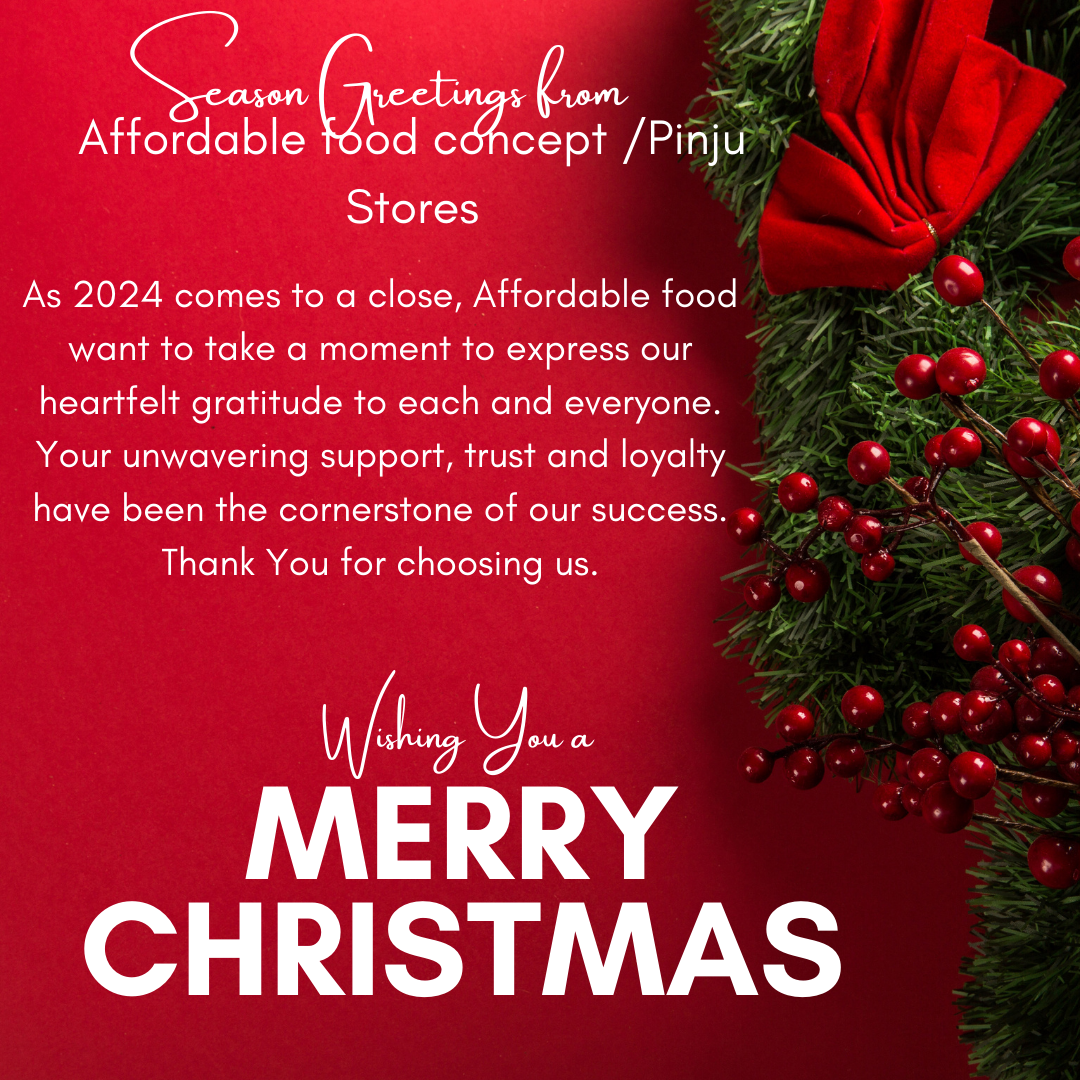 Season Greetings from
Affordable food concept /Pinju
Stores
As 2024 comes to a close, Affordable food
want to take a moment to express our
heartfelt gratitude to each and everyone.
Your unwavering support, trust and loyalty
have been the cornerstone of our success.
Thank You for choosing us.
Wishing You a
MERRY
CHRISTMAS